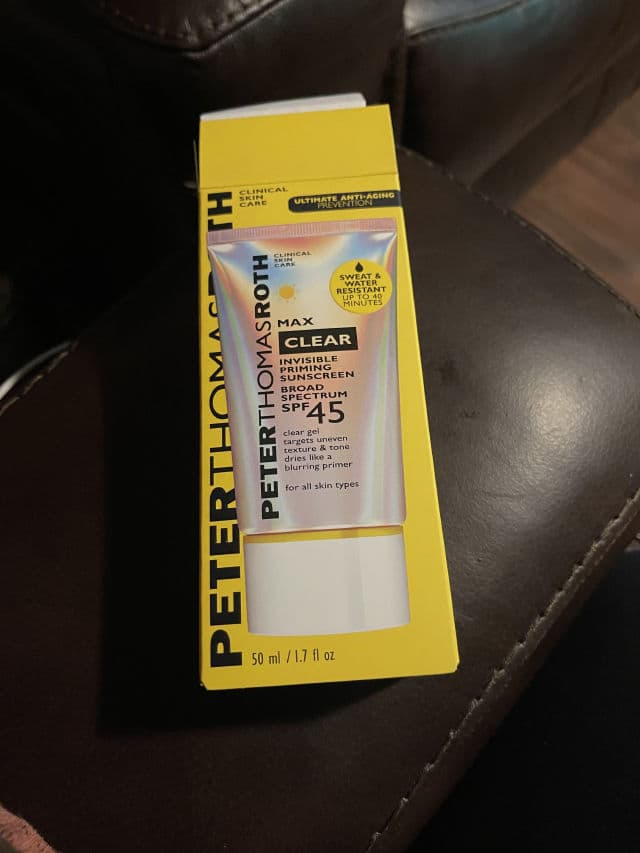 PETERTHOMASROTH
CLINICAL
SKIN
CARE
ULTIMATE ANTI-AGING
PREVENTION
PETERTHOMASROTH
CLINICAL
SKIN
CARE
SWEAT &
WATER
RESISTANT
UP TO 40
MINUTES
MAX
CLEAR
INVISIBLE
PRIMING
SUNSCREEN
BROAD
SPECTRUM
SPF 45
clear gel
targets uneven
texture & tone
dries like a
blurring primer
for all skin types
50 ml / 1.7 fl oz